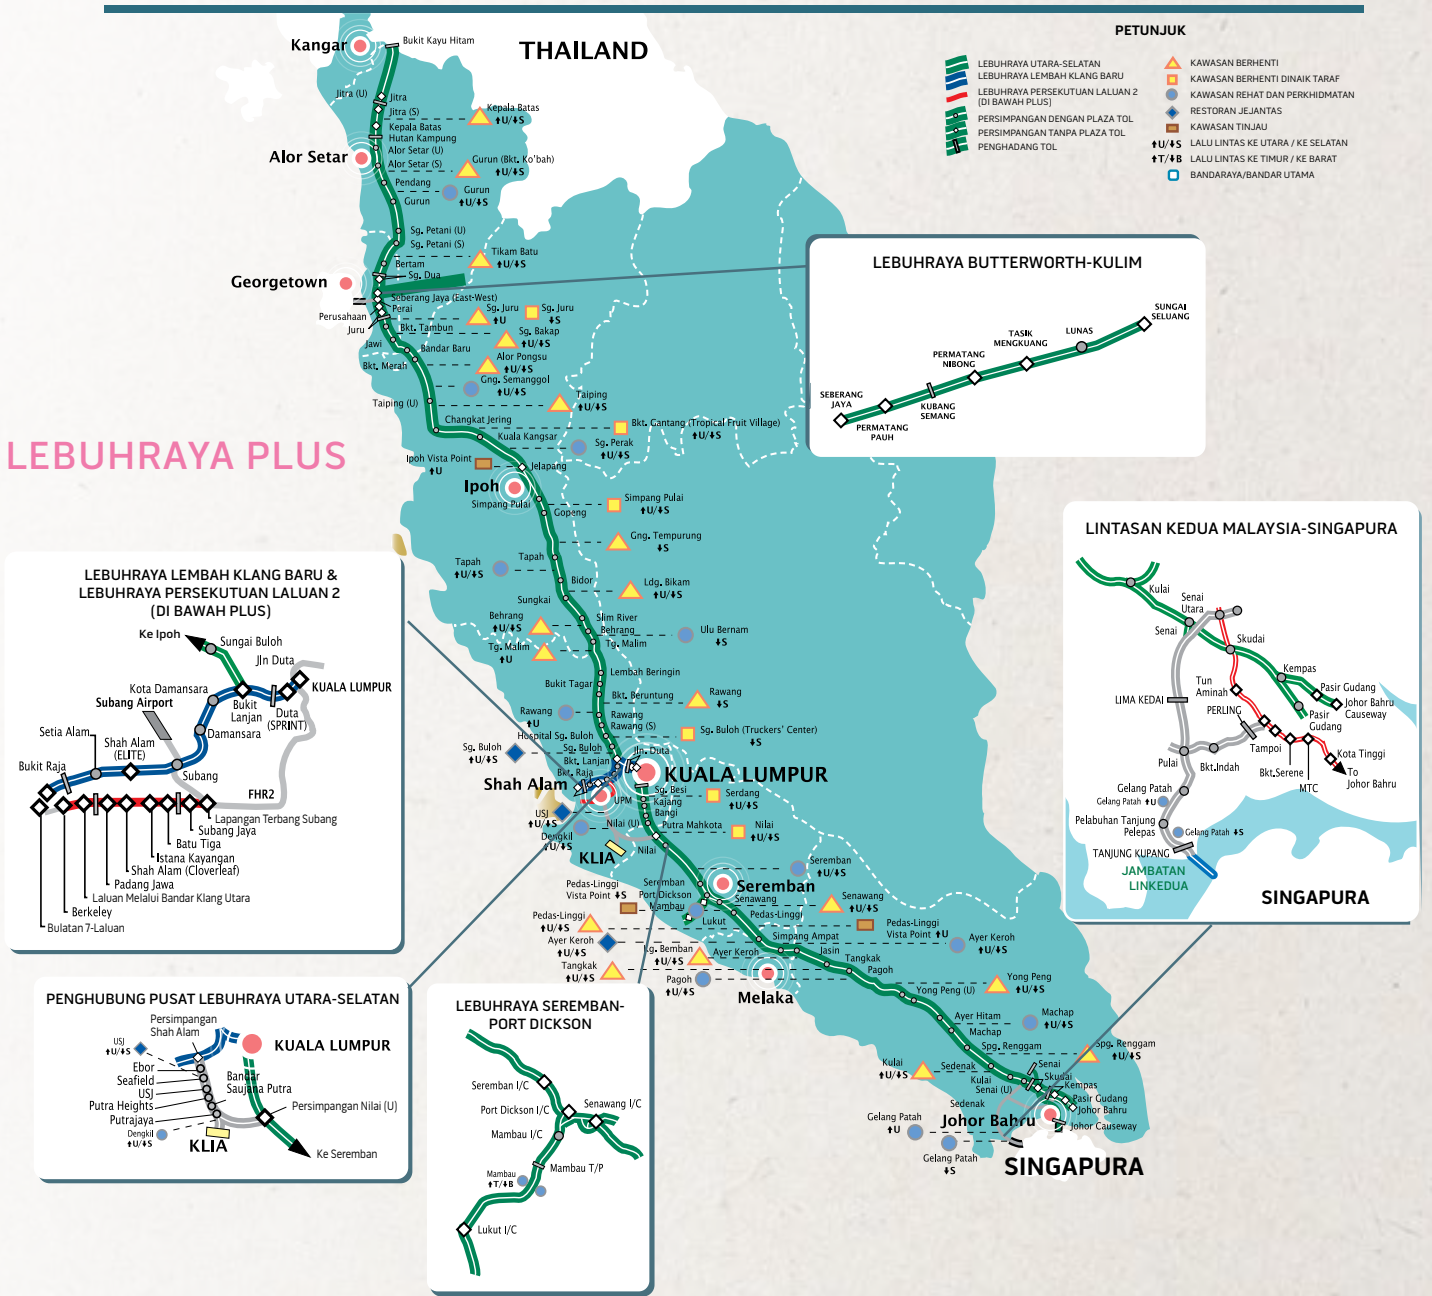 PETUNJUK
LEBUHRAYA UTARA-SELATAN
LEBUHRAYA LEMBAH KLANG BARU
LEBUHRAYA PERSEKUTUAN LALUAN 2
(DI BAWAH PLUS)
PERSIMPANGAN DENGAN PLAZA TOL
PERSIMPANGAN TANPA PLAZA TOL
PENGHADANG TOL
KAWASAN BERHENTI
KAWASAN BERHENTI DINAIK TARAF
KAWASAN REHAT DAN PERKHIDMATAN
RESTORAN JEJANTAS
KAWASAN TINJAU
⬆U/⬇S LALU LINTAS KE UTARA / KE SELATAN
⬆T/⬇B LALU LINTAS KE TIMUR / KE BARAT
BANDARAYA/BANDAR UTAMA
THAILAND
Kangar
Bukit Kayu Hitam
Jitra (U)
Jitra
Jitra (S)
Kepala Batas
⬆U/⬇S
Kepala Batas
Hutan Kampung
Alor Setar
Alor Setar (U)
Alor Setar (S)
Gurun (Bkt. Ko'bah)
⬆U/⬇S
Pendang
Gurun
⬆U/⬇S
Gurun
Sg. Petani (U)
Sg. Petani (S)
Tikam Batu
⬆U/⬇S
Bertam
Sg. Dua
Georgetown
Seberang Jaya (East-West)
Perai
Perusahaan
Juru
Sg. Juru
⬆U
Sg. Juru
⬇S
Bkt. Tambun
Sg. Bakap
⬆U/⬇S
Jawi
Bandar Baru
Bkt. Merah
Alor Pongsu
⬆U/⬇S
Gng. Semanggol
⬆U/⬇S
Taiping (U)
Taiping
⬆U/⬇S
Changkat Jering
Bkt. Gantang (Tropical Fruit Village)
⬆U/⬇S
Kuala Kangsar
Sg. Perak
⬆U/⬇S
LEBUHRAYA PLUS
Ipoh Vista Point
⬆U
Jelapang
Ipoh
Simpang Pulai
Simpang Pulai
⬆U/⬇S
Gopeng
Gng. Tempurung
⬇S
Tapah
⬆U/⬇S
Tapah
Bidor
Ldg. Bikam
⬆U/⬇S
Sungkai
Behrang
⬆U/⬇S
Slim River
Behrang
Ulu Bernam
⬇S
Tg. Malim
⬆U
Tg. Malim
Lembah Beringin
Bukit Tagar
Bkt. Beruntung
Rawang
⬇S
Rawang
⬆U
Rawang
Rawang (S)
Sg. Buloh (Truckers' Center)
⬇S
Hospital Sg. Buloh
Sg. Buloh
⬆U/⬇S
Sg. Buloh
Jln. Duta
Bkt. Lanjan
Bkt. Raja
KUALA LUMPUR
Shah Alam
Sg. Besi
Serdang
⬆U/⬇S
UPM
Kajang
Bangi
USJ
⬆U/⬇S
Putra Mahkota
Nilai
⬆U/⬇S
Dengkil
⬆U/⬇S
Nilai (U)
Nilai
KLIA
Seremban
⬆U/⬇S
Seremban
Seremban
Pedas-Linggi
Vista Point ⬇S
Port Dickson
Mambau
Senawang
Senawang
⬆U/⬇S
Lukut
Pedas-Linggi
Pedas-Linggi
⬆U/⬇S
Pedas-Linggi
Vista Point ⬆U
Simpang Ampat
Ayer Keroh
⬆U/⬇S
Ayer Keroh
⬆U/⬇S
Kg. Bemban
⬆U/⬇S
Ayer Keroh
Jasin
Tangkak
Tangkak
⬆U/⬇S
Pagoh
Pagoh
⬆U/⬇S
Melaka
Yong Peng (U)
Yong Peng
⬆U/⬇S
Ayer Hitam
Machap
⬆U/⬇S
Machap
Spg. Renggam
Spg. Renggam
⬆U/⬇S
Kulai
⬆U/⬇S
Sedenak
Senai
Kulai
Senai (U)
Skudai
Kempas
Sedenak
Pasir Gudang
Johor Bahru
Johor Bahru
Johor Causeway
Gelang Patah
⬆U
Gelang Patah
⬇S
SINGAPURA
LEBUHRAYA BUTTERWORTH-KULIM
SUNGAI
SELUANG
LUNAS
TASIK
MENGKUANG
PERMATANG
NIBONG
KUBANG
SEMANG
SEBERANG
JAYA
PERMATANG
PAUH
LINTASAN KEDUA MALAYSIA-SINGAPURA
Kulai
Senai
Utara
Senai
Skudai
Kempas
Tun
Aminah
Pasir Gudang
Johor Bahru
Causeway
LIMA KEDAI
PERLING
Pasir
Gudang
Tampoi
Kota Tinggi
Pulai
Bkt.Indah
Bkt.Serene
MTC
To
Johor Bahru
Gelang Patah
Gelang Patah ⬆U
Pelabuhan Tanjung
Pelepas
Gelang Patah ⬇S
TANJUNG KUPANG
JAMBATAN
LINKEDUA
SINGAPURA
LEBUHRAYA LEMBAH KLANG BARU &
LEBUHRAYA PERSEKUTUAN LALUAN 2
(DI BAWAH PLUS)
Ke Ipoh
Sungai Buloh
Jln Duta
Kota Damansara
KUALA LUMPUR
Subang Airport
Bukit
Lanjan
Duta
(SPRINT)
Setia Alam
Damansara
Shah Alam
(ELITE)
Bukit Raja
Subang
FHR2
Lapangan Terbang Subang
Subang Jaya
Batu Tiga
Istana Kayangan
Shah Alam (Cloverleaf)
Padang Jawa
Laluan Melalui Bandar Klang Utara
Berkeley
Bulatan 7-Laluan
PENGHUBUNG PUSAT LEBUHRAYA UTARA-SELATAN
Persimpangan
Shah Alam
USJ
⬆U/⬇S
KUALA LUMPUR
Ebor
Seafield
USJ
Putra Heights
Putrajaya
Bandar
Saujana Putra
Persimpangan Nilai (U)
Dengkil
⬆U/⬇S
KLIA
Ke Seremban
LEBUHRAYA SEREMBAN-
PORT DICKSON
Seremban I/C
Port Dickson I/C
Senawang I/C
Mambau I/C
Mambau T/P
Mambau
⬆T/⬇B
Lukut I/C